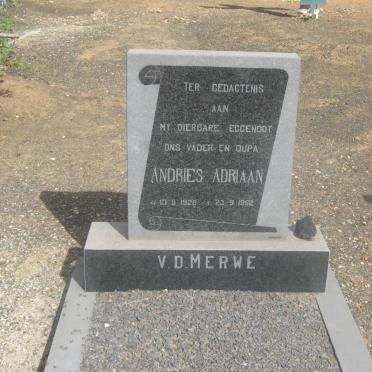 TER GEDAGTENIS
AAN
MY DIERBARE EGGENOOT
ONS VADER EN OUPA
ANDRIES ADRIAAN
V.D.MERWE